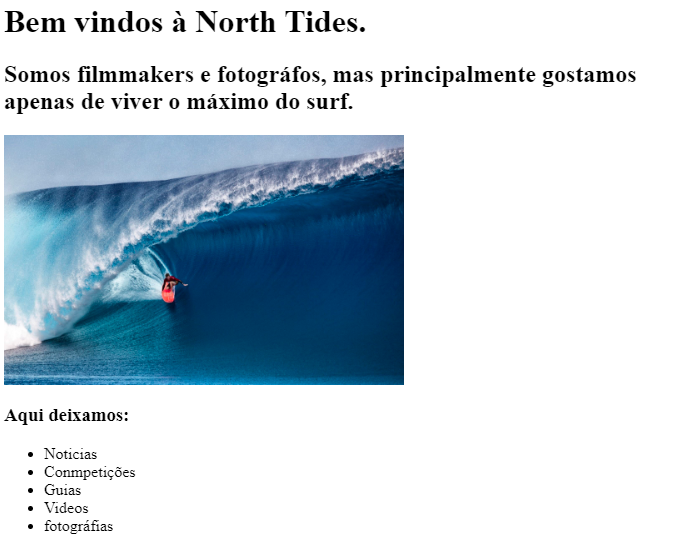 Bem vindos à North Tides.
Somos filmmakers e fotográfos, mas principalmente gostamos
apenas de viver o máximo do surf.
Aqui deixamos:
Noticias
Conmpetições
Guias
Videos
fotográfias